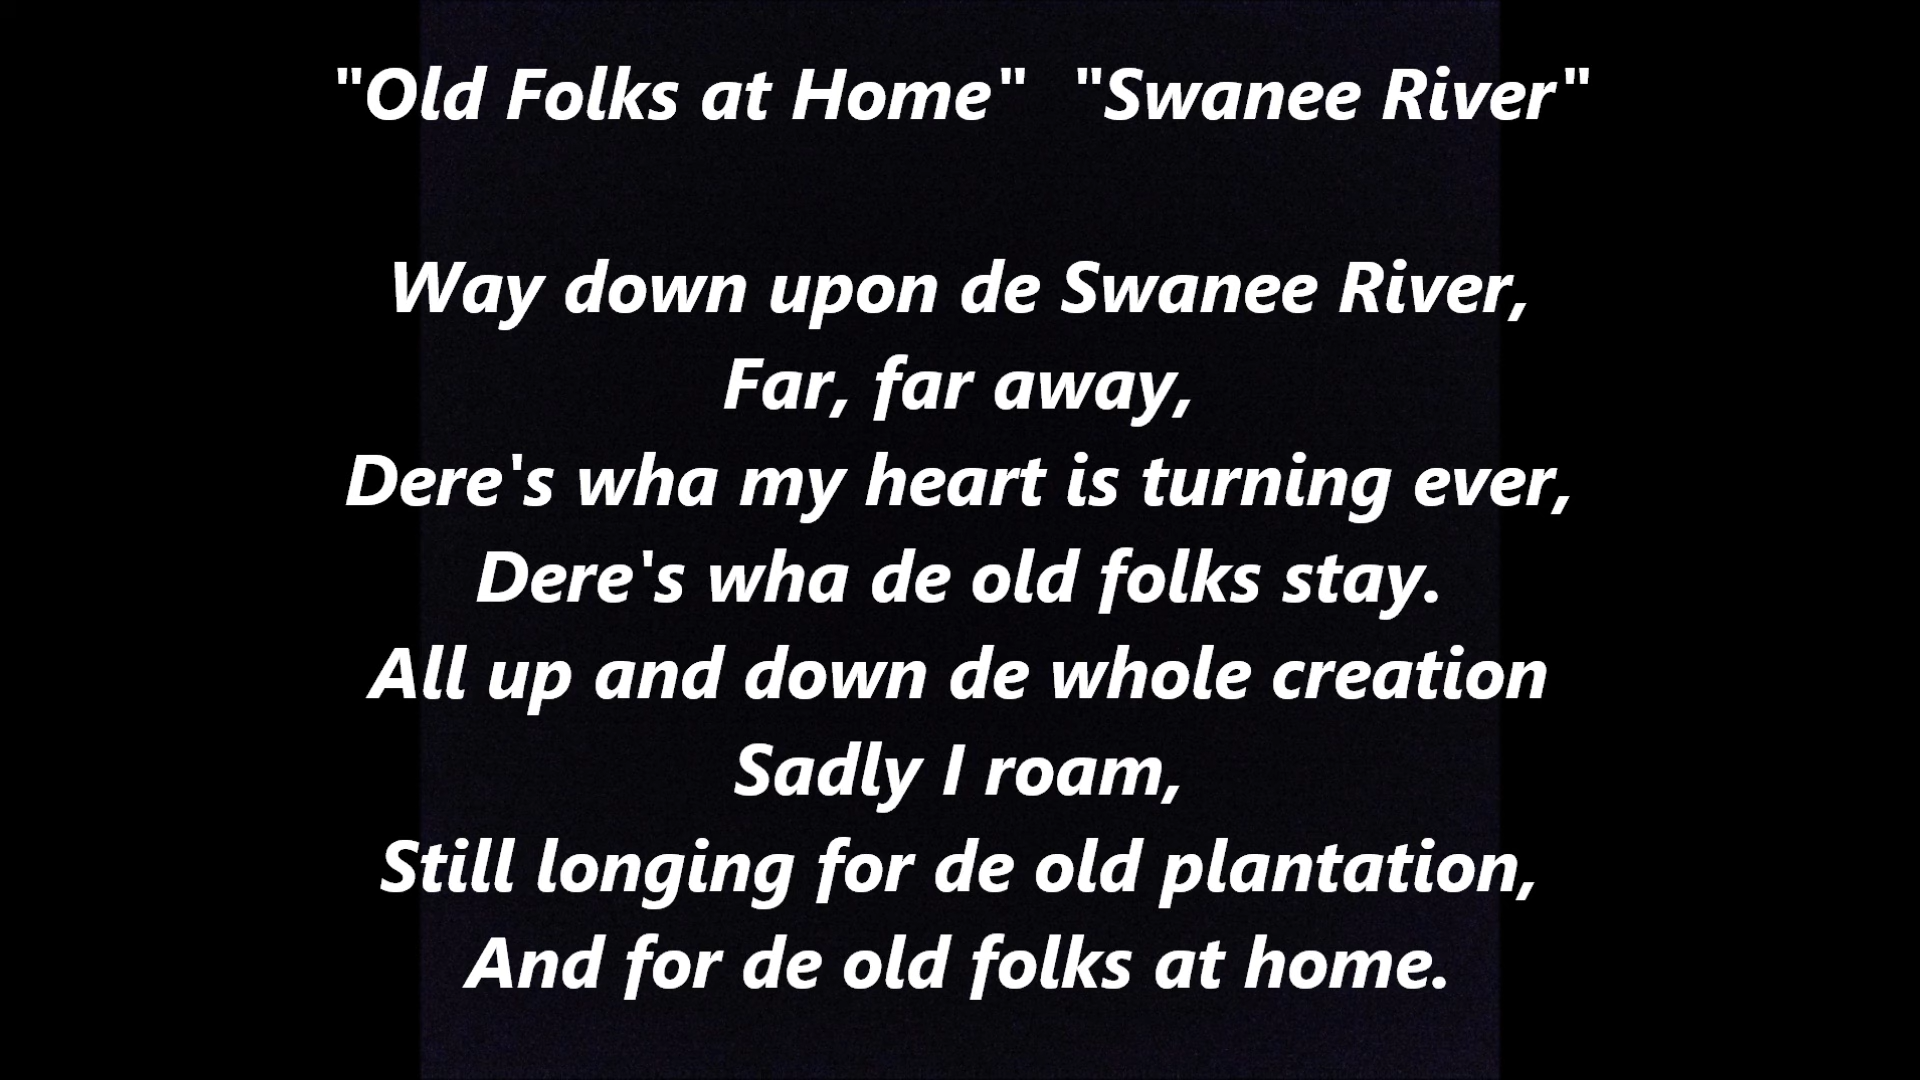 "Old Folks at Home"  "Swanee River"
Way down upon de Swanee River,
Far, far away,
Dere's wha my heart is turning ever,
Dere's wha de old folks stay.
All up and down de whole creation
Sadly I roam,
Still longing for de old plantation,
And for de old folks at home.